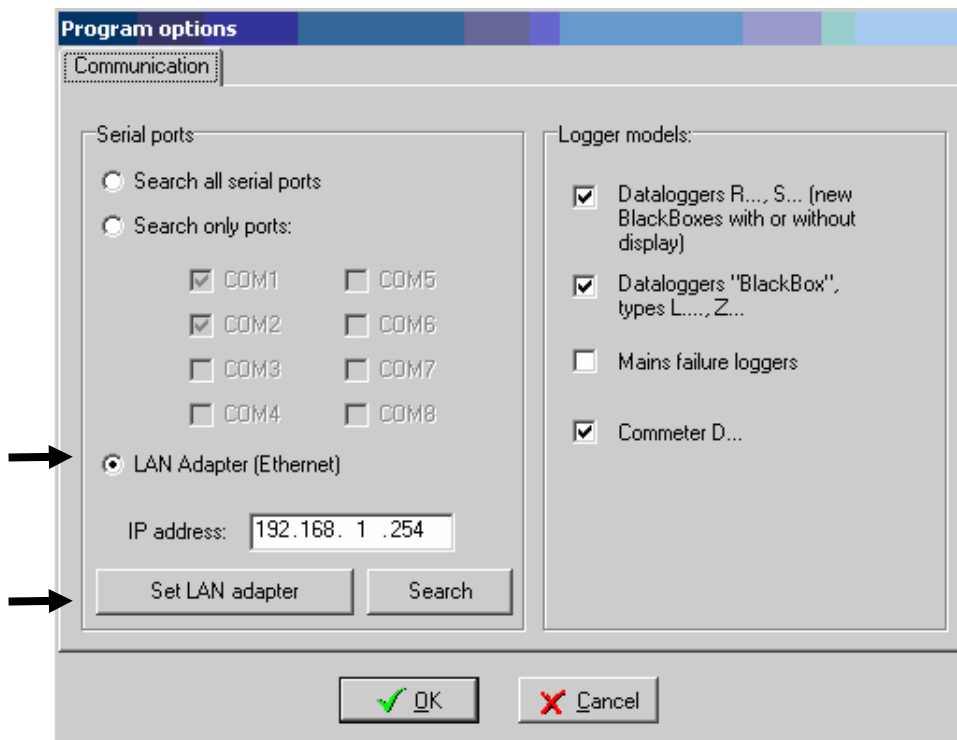 Program options
Communication
Serial ports
Search all serial ports
Search only ports:
COM1
COM5
COM2
COM6
COM3
COM7
COM4
COM8
LAN Adapter (Ethernet)
IP address:
192.168. 1 .254
Set LAN adapter
Search
Logger models:
Dataloggers R..., S... (new
BlackBoxes with or without
display)
Dataloggers "BlackBox",
types L...., Z...
Mains failure loggers
Commeter D...
OK
Cancel